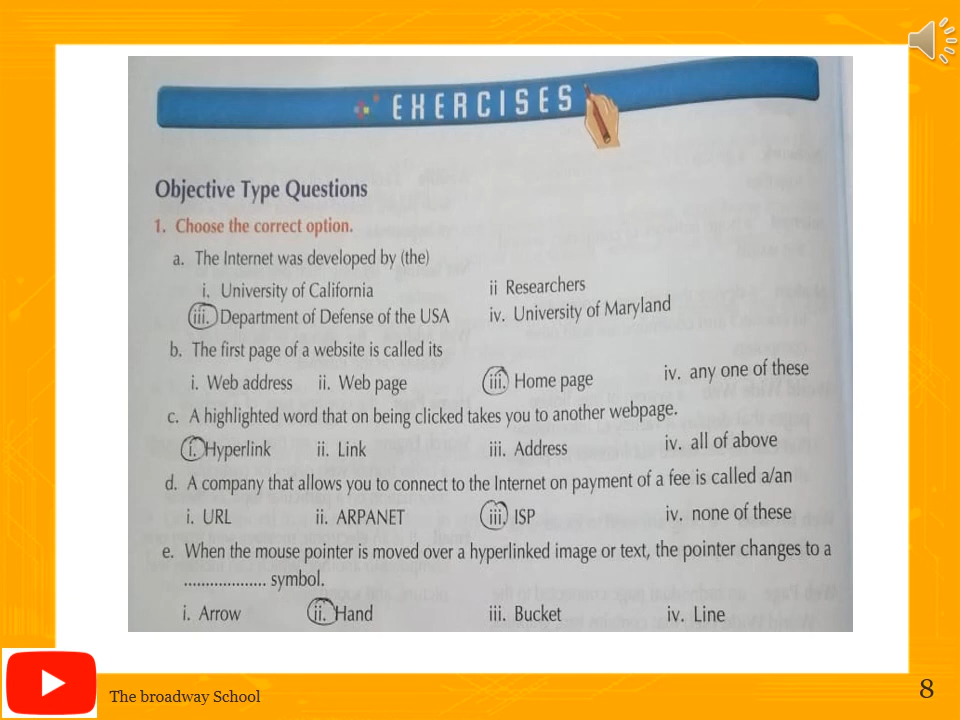 EXERCISES
Objective Type Questions
1. Choose the correct option.
a. The Internet was developed by (the)
i. University of California ii Researchers
iii. Department of Defense of the USA iv. University of Maryland
b. The first page of a website is called its
i. Web address ii. Web page iii. Home page iv. any one of these
c. A highlighted word that on being clicked takes you to another webpage.
i. Hyperlink ii. Link iii. Address iv. all of above
d. A company that allows you to connect to the Internet on payment of a fee is called a/an
i. URL ii. ARPANET iii. ISP iv. none of these
e. When the mouse pointer is moved over a hyperlinked image or text, the pointer changes to a
................... symbol.
i. Arrow ii. Hand iii. Bucket iv. Line
The broadway School
8